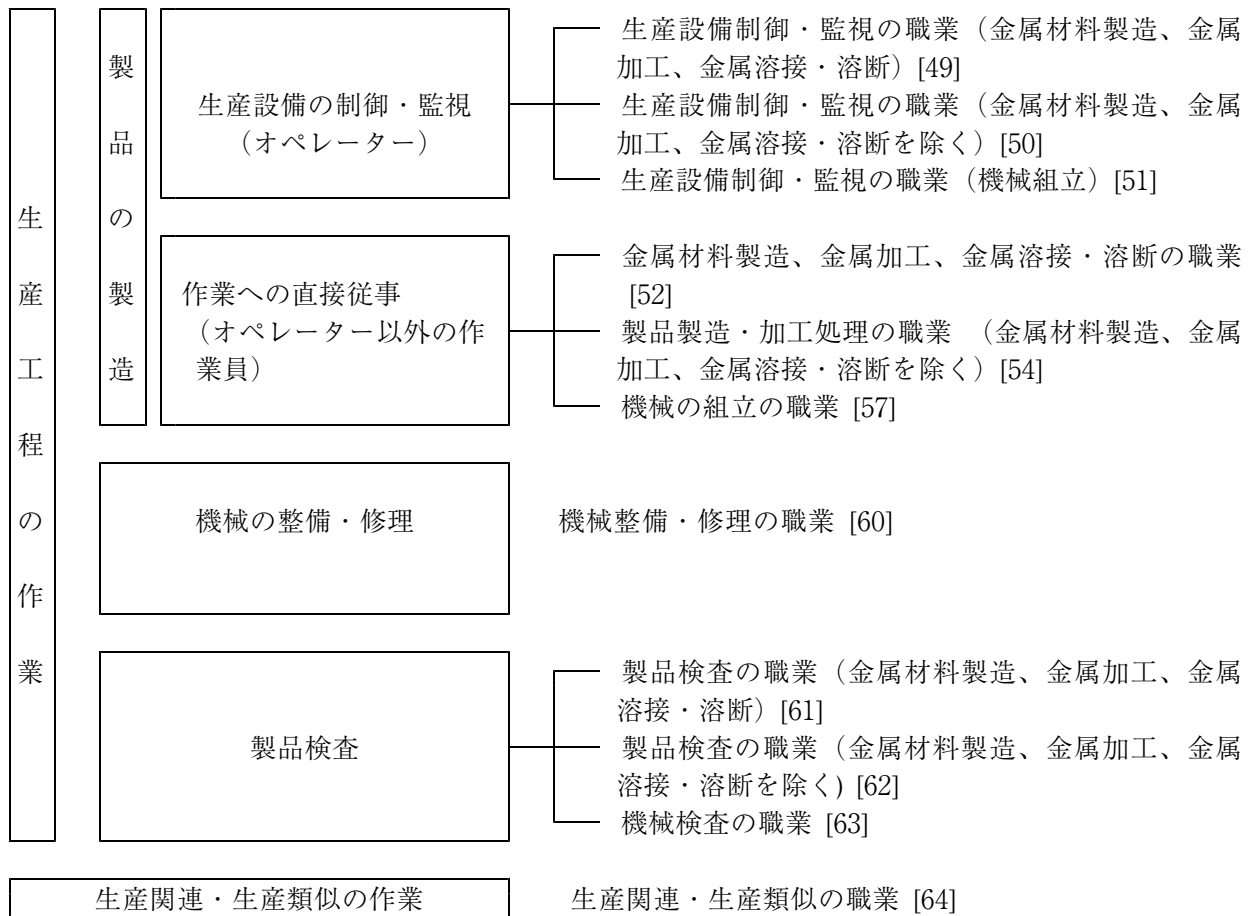 生産工程の作業
製品の製造
生産設備の制御・監視
（オペレーター）
生産設備制御・監視の職業（金属材料製造、金属
加工、金属溶接・溶断）[49]
生産設備制御・監視の職業（金属材料製造、金属
加工、金属溶接・溶断を除く）[50]
生産設備制御・監視の職業（機械組立）[51]
作業への直接従事
（オペレーター以外の作
業員）
金属材料製造、金属加工、金属溶接・溶断の職業
[52]
製品製造・加工処理の職業 （金属材料製造、金属
加工、金属溶接・溶断を除く）[54]
機械の組立の職業 [57]
機械の整備・修理
機械整備・修理の職業 [60]
製品検査
製品検査の職業（金属材料製造、金属加工、金属
溶接・溶断）[61]
製品検査の職業（金属材料製造、金属加工、金属
溶接・溶断を除く) [62]
機械検査の職業 [63]
生産関連・生産類似の作業
生産関連・生産類似の職業 [64]